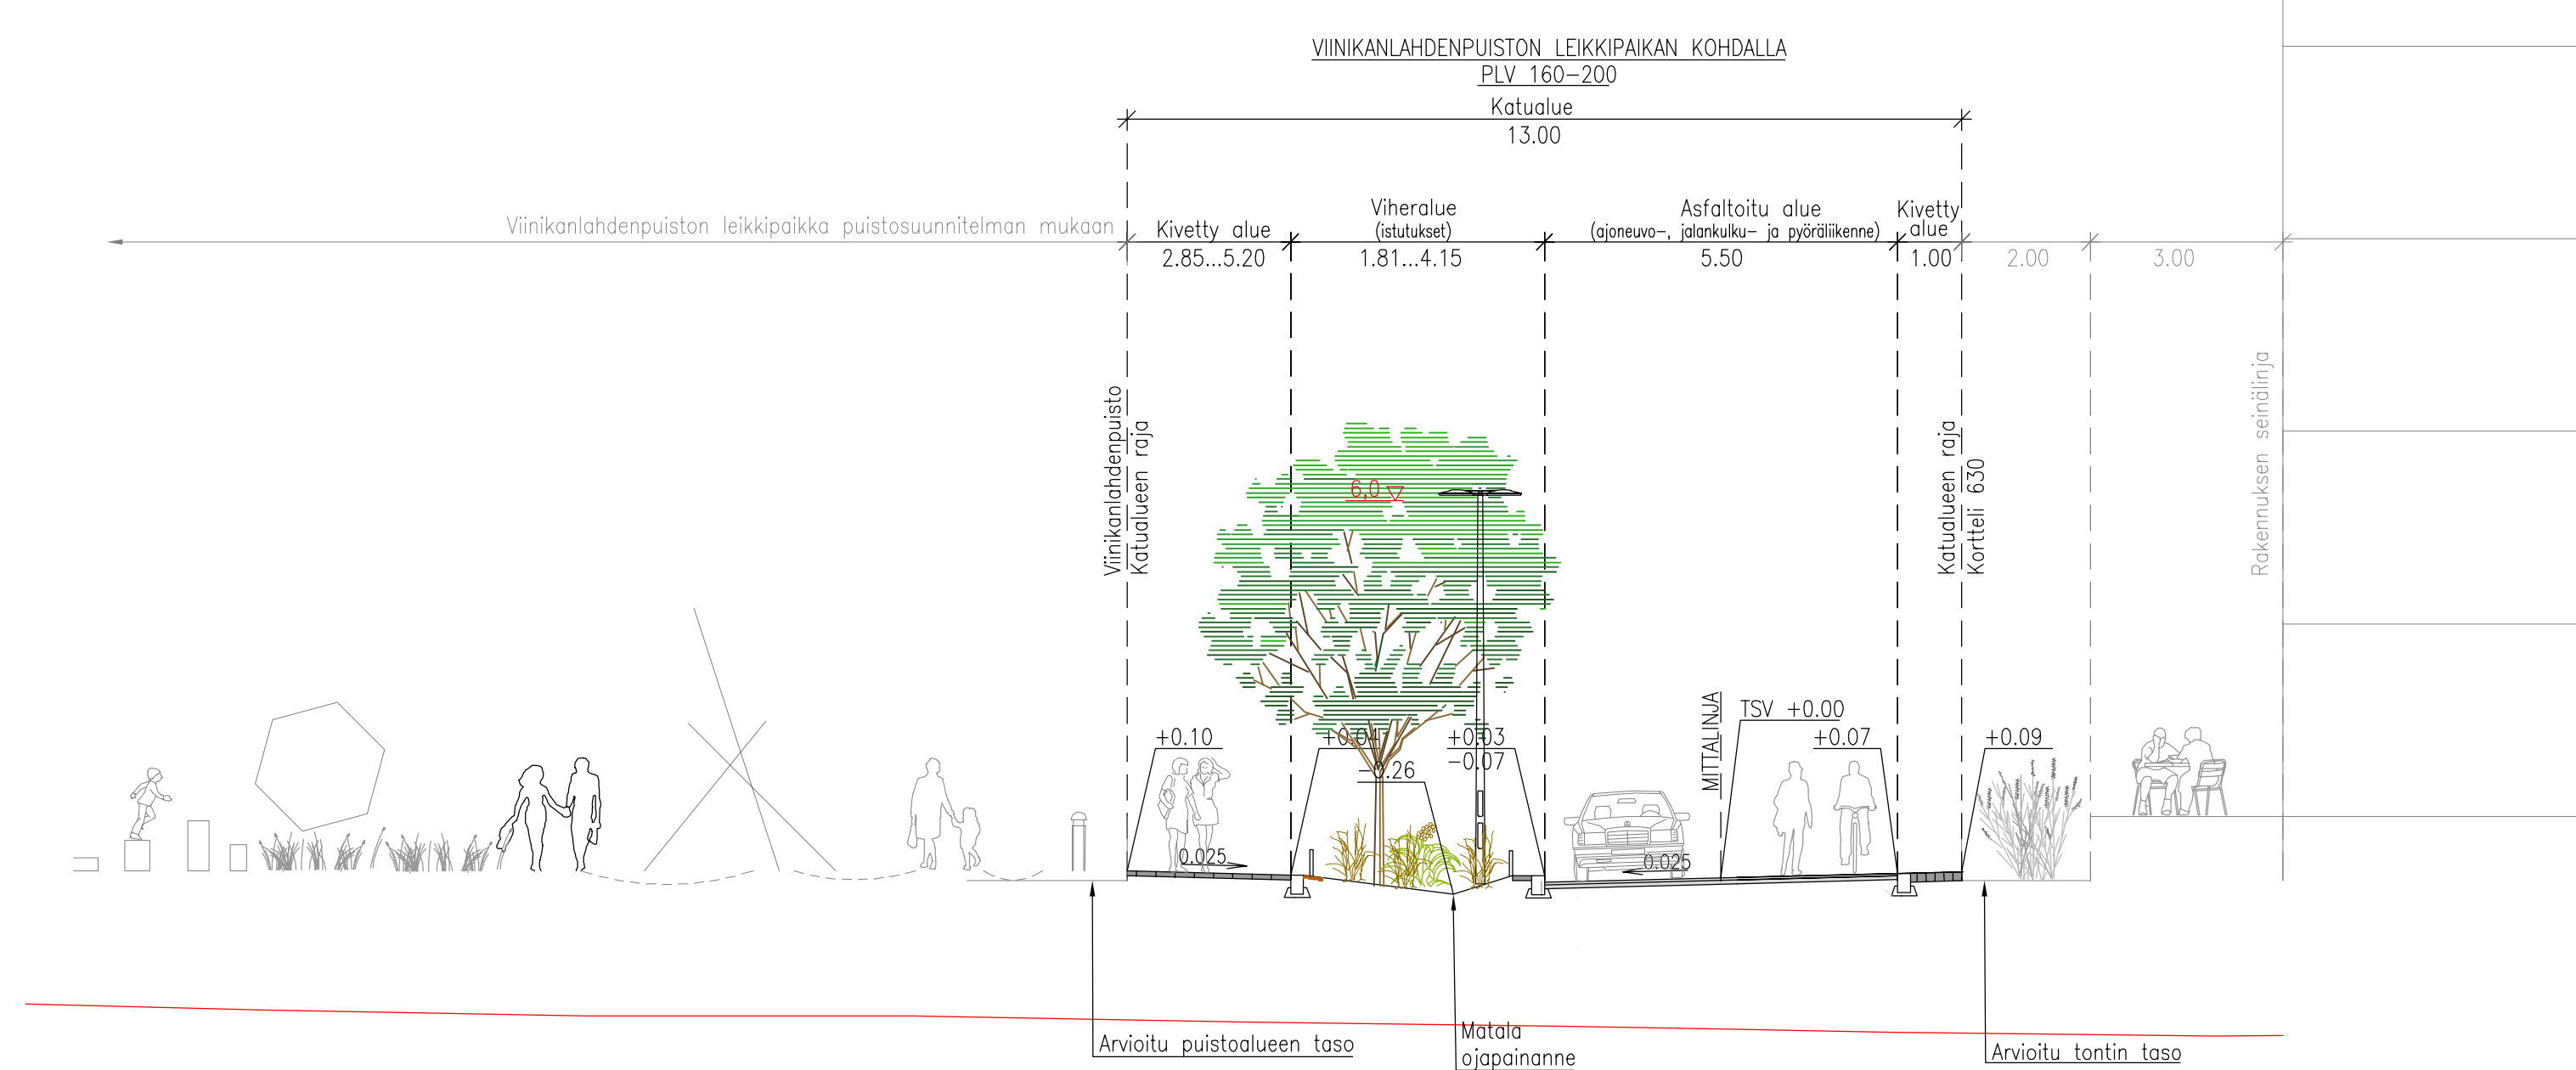 VIINIKANLAHDENPUISTON LEIKKIPAIKAN KOHDALLA
PLV 160-200
Katualue
13.00
Viinikanlahdenpuiston leikkipaikka puistosuunnitelman mukaan
Kivetty alue
2.85...5.20
Viheralue
(istutukset)
1.81...4.15
Asfaltoitu alue
(ajoneuvo-, jalankulku- ja pyöräliikenne)
5.50
Kivetty
alue
1.00
2.00
3.00
Viinikanlahdenpuisto
Katualueen raja
Katualueen raja
Kortteli 630
Rakennuksen seinälinja
6,0
MITTALINJA
TSV +0.00
+0.10
+0.04
+0.03
-0.07
-0.26
+0.07
+0.09
0.025
0.025
Arvioitu puistoalueen taso
Matala
ojapainanne
Arvioitu tontin taso